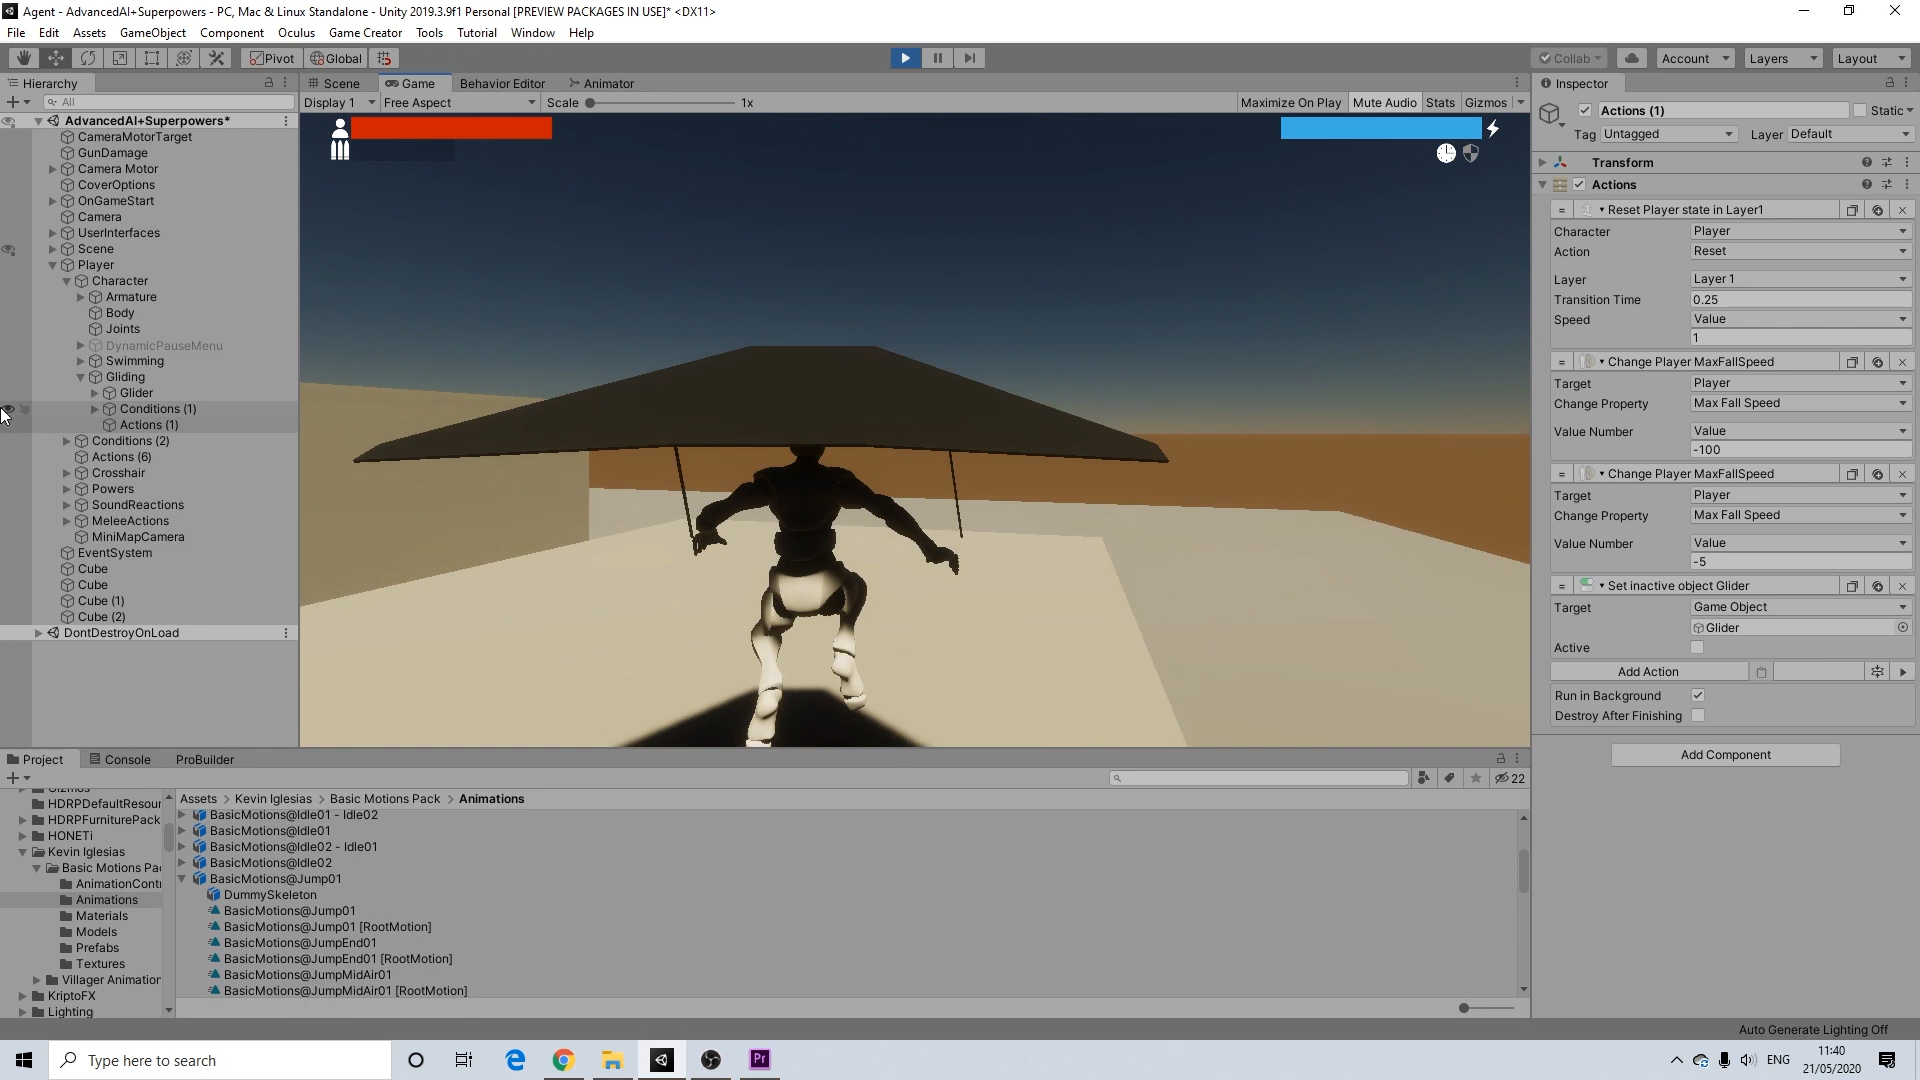 Agent - AdvancedAI+Superpowers - PC, Mac & Linux Standalone - Unity 2019.3.9f1 Personal [PREVIEW PACKAGES IN USE]* <DX11>
File Edit Assets GameObject Component Oculus Game Creator Tools Tutorial Window Help
Pivot Global Collab Account Layers Layout
Hierarchy
All
AdvancedAI+Superpowers*
CameraMotorTarget
GunDamage
Camera Motor
CoverOptions
OnGameStart
Camera
UserInterfaces
Scene
Player
Character
Armature
Body
Joints
DynamicPauseMenu
Swimming
Gliding
Glider
Conditions (1)
Actions (1)
Conditions (2)
Actions (6)
Crosshair
Powers
SoundReactions
MeleeActions
MiniMapCamera
EventSystem
Cube
Cube
Cube (1)
Cube (2)
DontDestroyOnLoad
Scene Game Behavior Editor Animator
Display 1 Free Aspect Scale 1x Maximize On Play Mute Audio Stats Gizmos
Inspector
Actions (1) Static
Tag Untagged Layer Default
Transform
Actions
Reset Player state in Layer1
Character Player
Action Reset
Layer Layer 1
Transition Time 0.25
Speed Value
1
Change Player MaxFallSpeed
Target Player
Change Property Max Fall Speed
Value Number Value
-100
Change Player MaxFallSpeed
Target Player
Change Property Max Fall Speed
Value Number Value
-5
Set inactive object Glider
Target Game Object
Glider
Active
Add Action
Run in Background
Destroy After Finishing
Add Component
Project Console ProBuilder
22
Gizmos
HDRPDefaultResour
HDRPFurniturePack
HONETi
Kevin Iglesias
Basic Motions Pa
AnimationCont
Animations
Materials
Models
Prefabs
Textures
Villager Animation
KriptoFX
Lighting
Assets > Kevin Iglesias > Basic Motions Pack > Animations
BasicMotions@Idle01 - Idle02
BasicMotions@Idle01
BasicMotions@Idle02 - Idle01
BasicMotions@Idle02
BasicMotions@Jump01
DummySkeleton
BasicMotions@Jump01
BasicMotions@Jump01 [RootMotion]
BasicMotions@JumpEnd01
BasicMotions@JumpEnd01 [RootMotion]
BasicMotions@JumpMidAir01
BasicMotions@JumpMidAir01 [RootMotion]
Auto Generate Lighting Off
Type here to search
Pr
ENG
11:40
21/05/2020